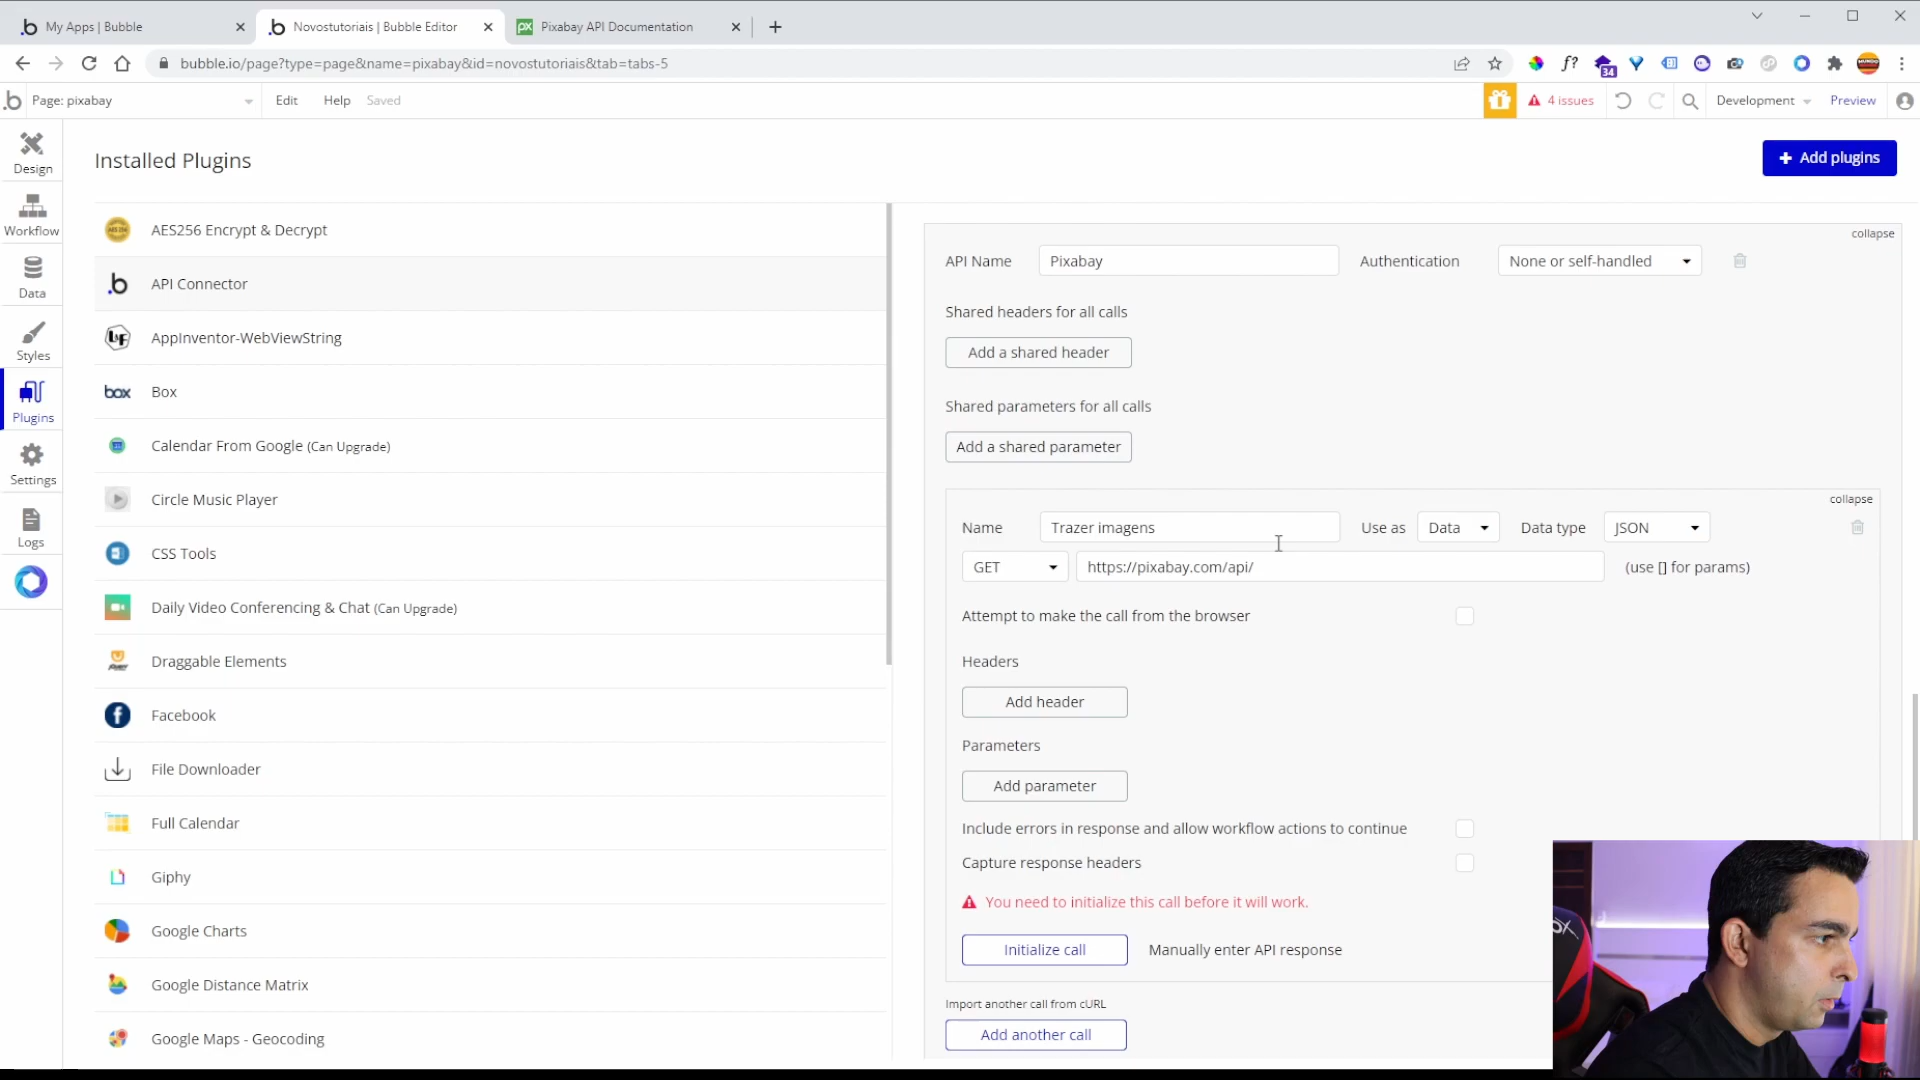 My Apps | Bubble
Novostutoriais | Bubble Editor
px
Pixabay API Documentation
bubble.io/page?type=page&name=pixabay&id=novostutoriais&tab=tabs-5
f?
34
Page: pixabay
Edit
Help
Saved
4 issues
Development
Preview
Design
Workflow
Data
Styles
Plugins
Settings
Logs
Installed Plugins
Add plugins
AES256 Encrypt & Decrypt
API Connector
AppInventor-WebViewString
box
Box
Calendar From Google (Can Upgrade)
Circle Music Player
CSS Tools
Daily Video Conferencing & Chat (Can Upgrade)
Draggable Elements
Facebook
File Downloader
Full Calendar
Giphy
Google Charts
Google Distance Matrix
Google Maps - Geocoding
collapse
API Name
Pixabay
Authentication
None or self-handled
Shared headers for all calls
Add a shared header
Shared parameters for all calls
Add a shared parameter
collapse
Name
Trazer imagens
Use as
Data
Data type
JSON
GET
https://pixabay.com/api/
(use [] for params)
Attempt to make the call from the browser
Headers
Add header
Parameters
Add parameter
Include errors in response and allow workflow actions to continue
Capture response headers
You need to initialize this call before it will work.
Initialize call
Manually enter API response
Import another call from cURL
Add another call